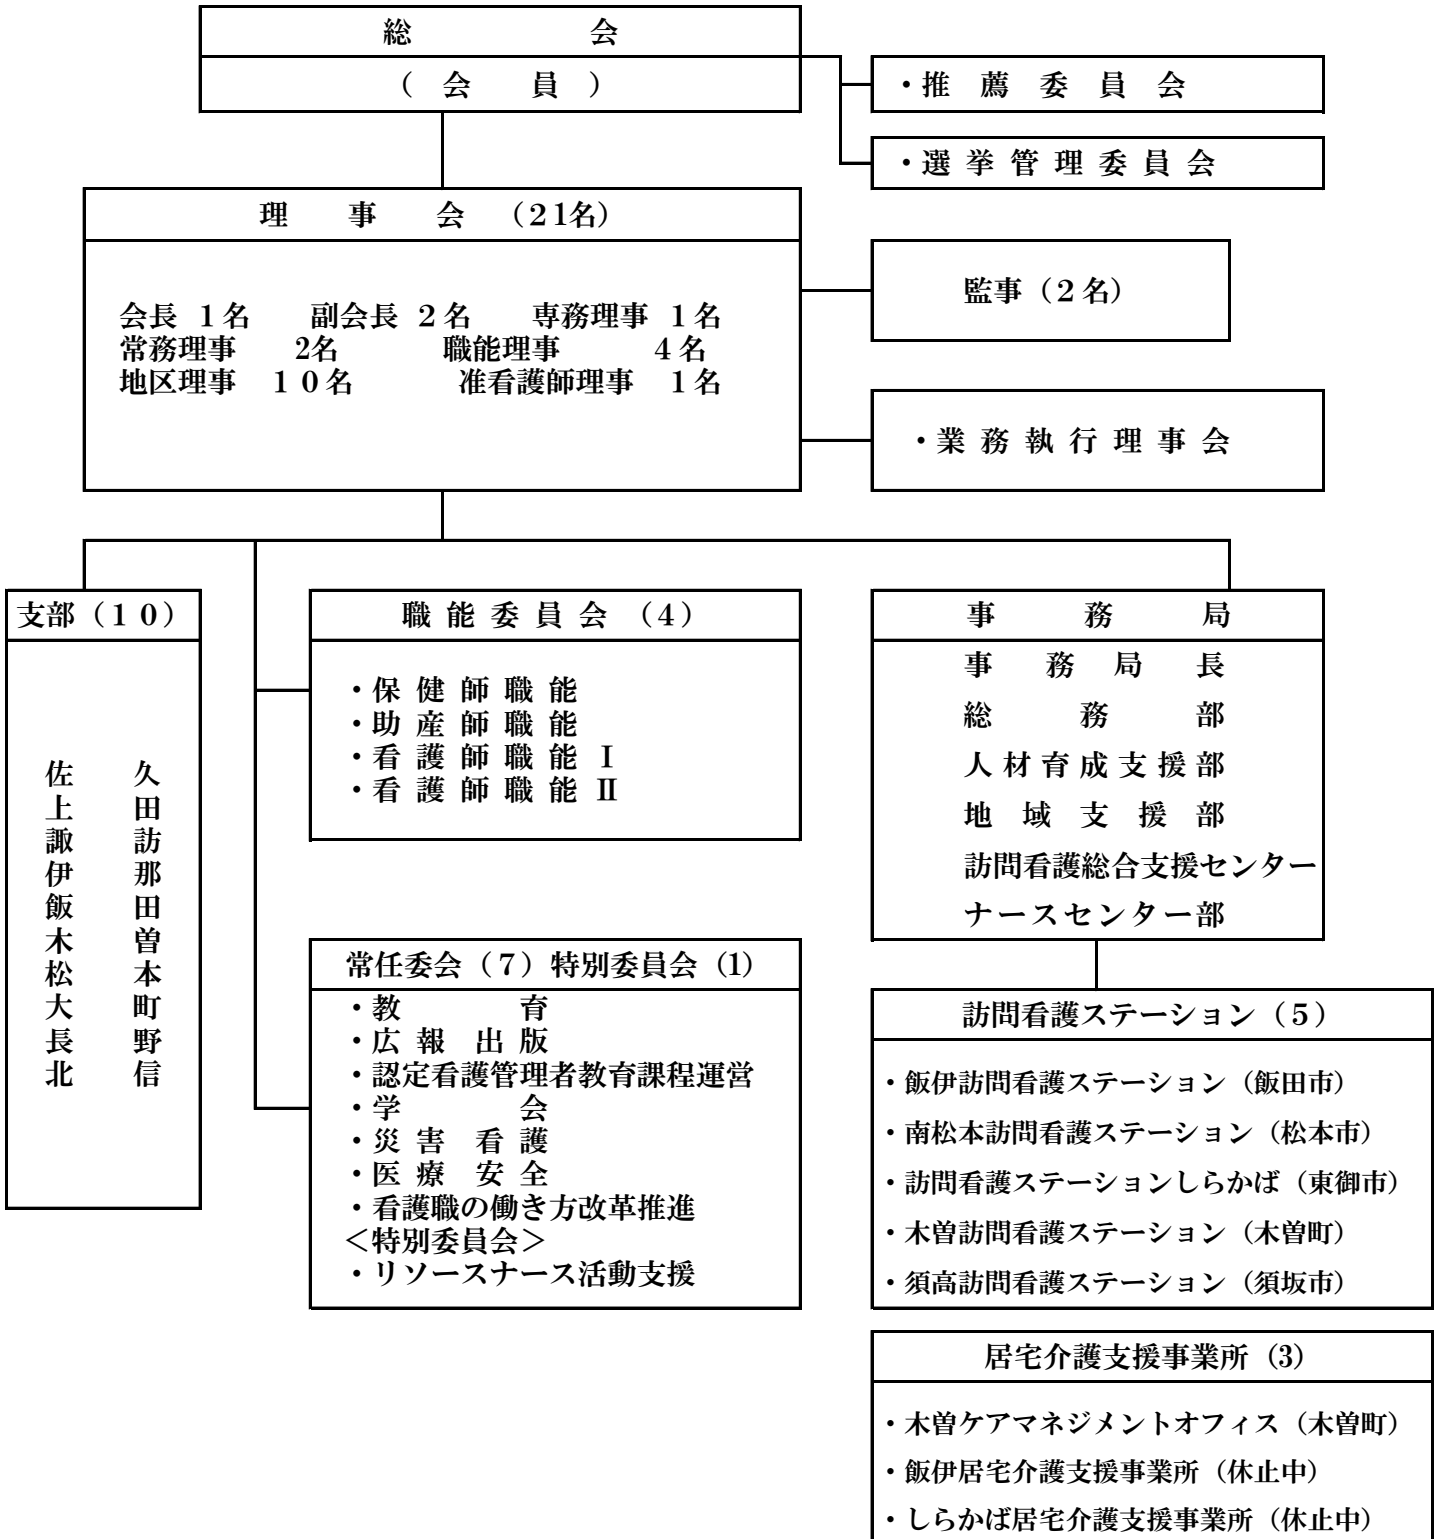 総会
（会員）
・推薦委員会
・選挙管理委員会
理事会（21名）
会長 1名 副会長 2名 専務理事 1名
常務理事 2名 職能理事 4名
地区理事 10名 准看護師理事 1名
監事（2名）
・業務執行理事会
支部（10）
佐久
上田
諏訪
伊那
飯田
木曽
松本
大町
長野
北信
職能委員会（4）
・保健師職能
・助産師職能
・看護師職能 Ⅰ
・看護師職能 Ⅱ
常任委会（7）特別委員会（1）
・教育
・広報出版
・認定看護管理者教育課程運営
・学会
・災害看護
・医療安全
・看護職の働き方改革推進
＜特別委員会＞
・リソースナース活動支援
事務局
事務局長
総務部
人材育成支援部
地域支援部
訪問看護総合支援センター
ナースセンター部
訪問看護ステーション（5）
・飯伊訪問看護ステーション（飯田市）
・南松本訪問看護ステーション（松本市）
・訪問看護ステーションしらかば（東御市）
・木曽訪問看護ステーション（木曽町）
・須高訪問看護ステーション（須坂市）
居宅介護支援事業所（3）
・木曽ケアマネジメントオフィス（木曽町）
・飯伊居宅介護支援事業所（休止中）
・しらかば居宅介護支援事業所（休止中）